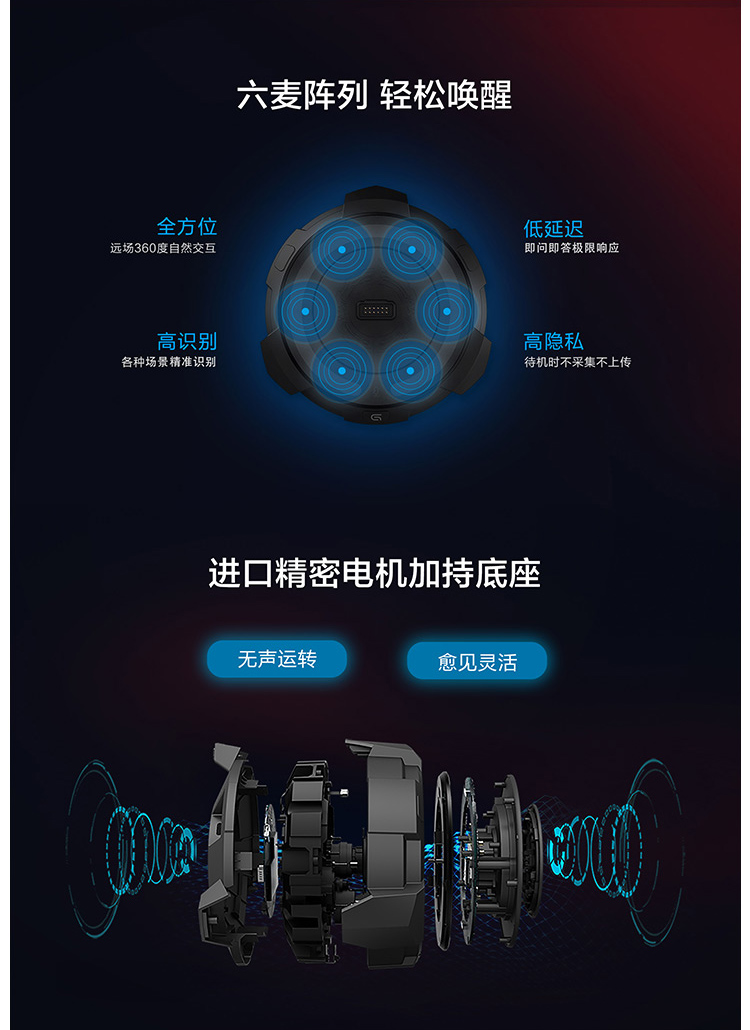 六麦阵列 轻松唤醒
全方位
远场360度自然交互
低延迟
即问即答极限响应
高识别
各种场景精准识别
高隐私
待机时不采集不上传
进口精密电机加持底座
无声运转
愈见灵活